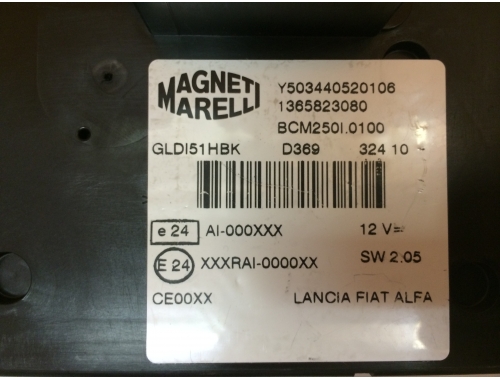 MAGNETI
MARELLI
Y503440520106
1365823080
BCM250I.0100
GLDI51HBK D369 324 10
e 24 AI-000XXX 12 V
E 24 XXXRAI-0000XX SW 2.05
CE00XX LANCIA FIAT ALFA